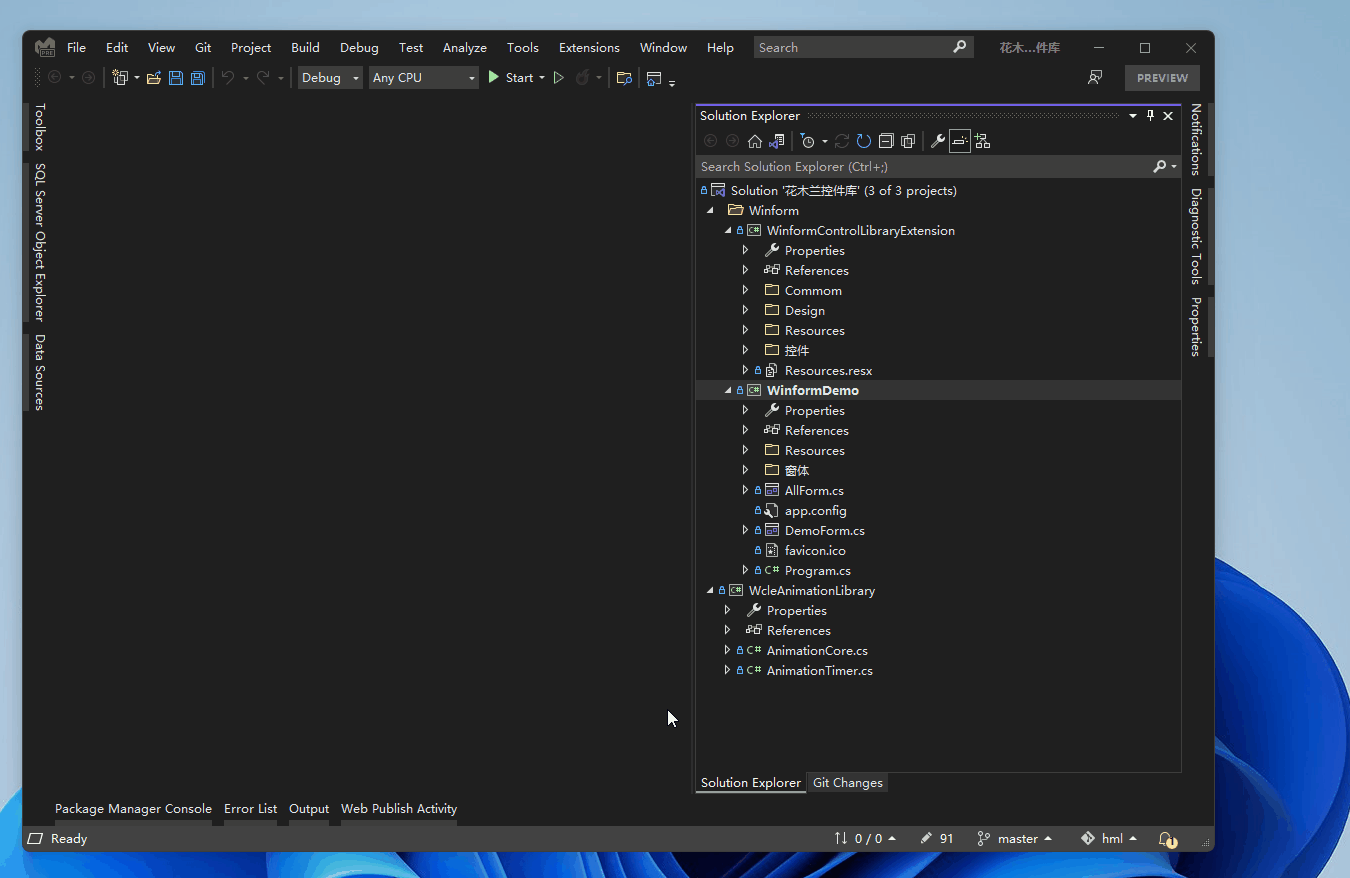 File Edit View Git Project Build Debug Test Analyze Tools Extensions Window Help Search 花木...件库
Debug Any CPU Start PREVIEW
Toolbox
SQL Server Object Explorer
Data Sources
Solution Explorer
Search Solution Explorer (Ctrl+;)
Solution '花木兰控件库' (3 of 3 projects)
Winform
C# WinformControlLibraryExtension
Properties
References
Commom
Design
Resources
控件
Resources.resx
C# WinformDemo
Properties
References
Resources
窗体
AllForm.cs
app.config
DemoForm.cs
favicon.ico
C# Program.cs
C# WcleAnimationLibrary
Properties
References
C# AnimationCore.cs
C# AnimationTimer.cs
Solution Explorer Git Changes
Notifications
Diagnostic Tools
Properties
Package Manager Console Error List Output Web Publish Activity
Ready 0 / 0 91 master hml 1